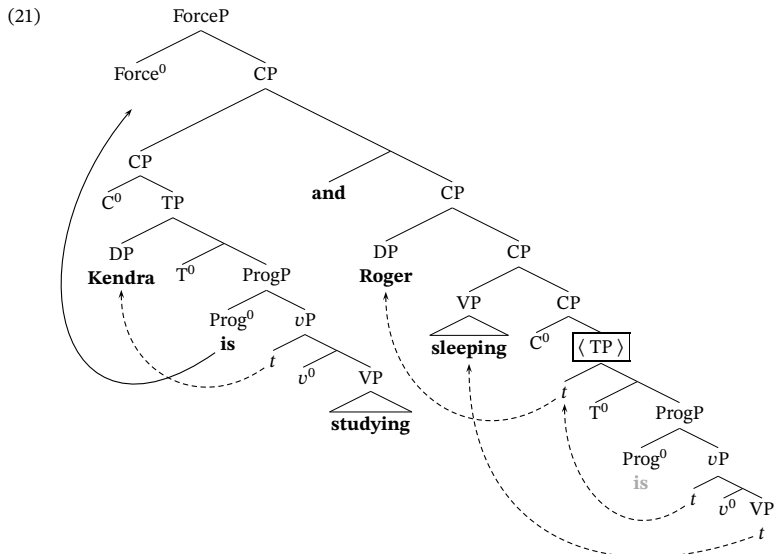 (21)
ForceP
Force⁰ CP
CP
and CP
C⁰ TP
DP CP
Roger
DP
Kendra T⁰ ProgP
VP CP
sleeping
Prog⁰ vP
is
C⁰ ⟨ TP ⟩
t v⁰ VP
studying
t T⁰ ProgP
Prog⁰ vP
is
t v⁰ VP
t